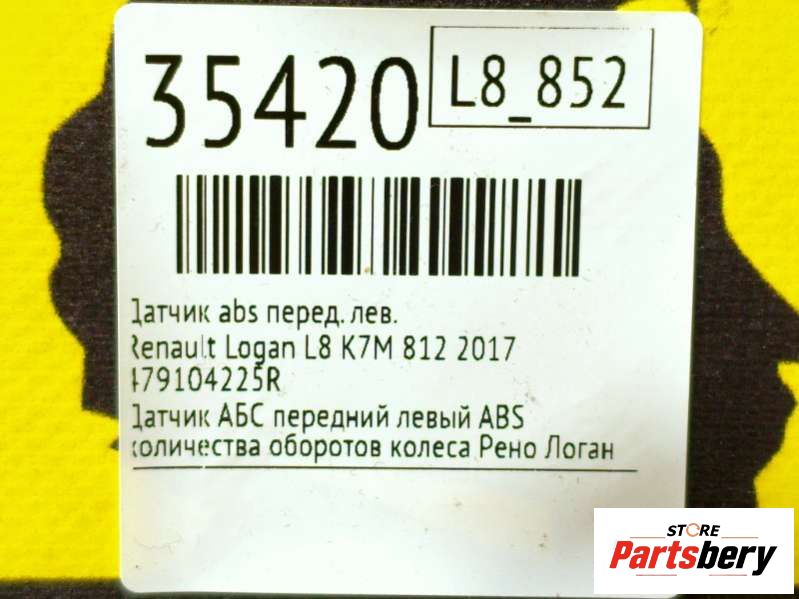 35420
L8_852
Датчик abs перед. лев.
Renault Logan L8 K7M 812 2017
479104225R
Датчик АБС передний левый ABS
количества оборотов колеса Рено Логан
STORE
Partsbery